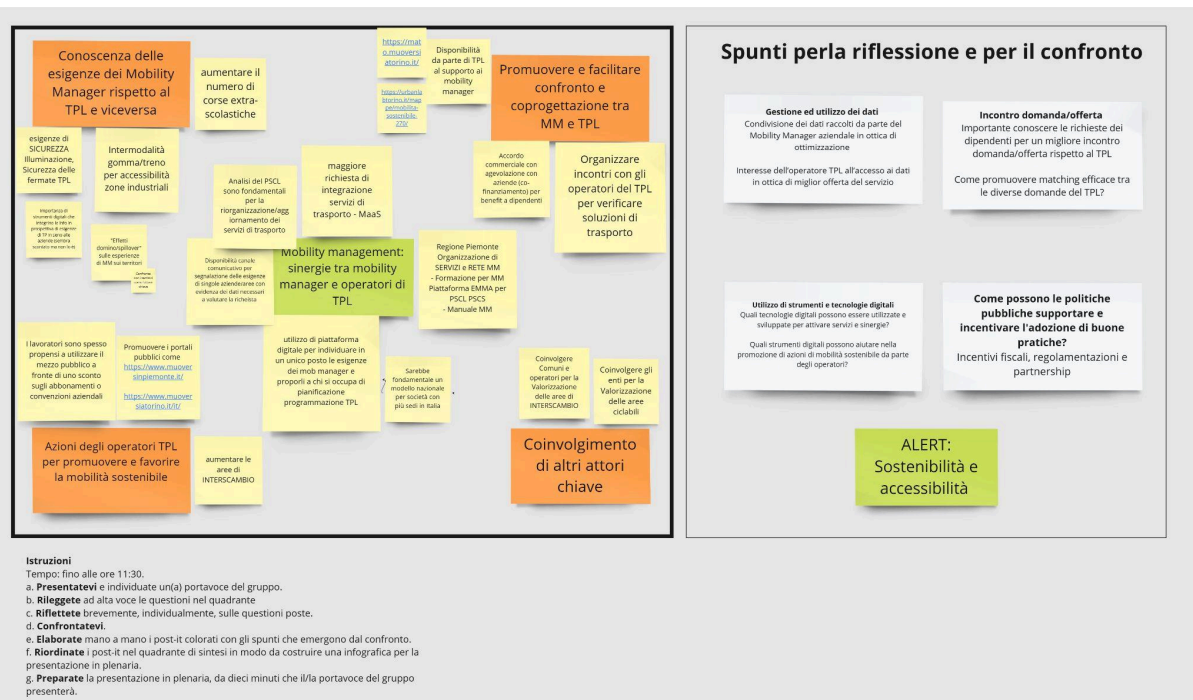 Conoscenza delle
esigenze dei Mobility
Manager rispetto al
TPL e viceversa
aumentare il
numero di
corse extra-
scolastiche
https://mat
o.muoversi
atorino.it/
Disponibilità
da parte di TPL
al supporto ai
mobility
manager
Promuovere e facilitare
confronto e
coprogettazione tra
MM e TPL
esigenze di
SICUREZZA
Illuminazione,
Sicurezza delle
fermate TPL
Intermodalità
gomma/treno
per accessibilità
zone industriali
Analisi del PSCL
sono fondamentali
per la
riorganizzazione/agg
iornamento dei
servizi di trasporto
maggiore
richiesta di
integrazione
servizi di
trasporto - MaaS
Accordo
commerciale con
agevolazione con
aziende (co-
finanziamento) per
benefit a dipendenti
Organizzare
incontri con gli
operatori del TPL
per verificare
soluzioni di
trasporto
Importanza di
strumenti digitali che
"Effetti
domino/spillover"
sulle esperienze
di MM sui territori
Disponibilità canale
comunicativo per
segnalazione delle esigenze
di singole aziende/aree con
evidenza dei dati necessari
a valutare la richiesta
Mobility management:
sinergie tra mobility
manager e operatori di
TPL
Regione Piemonte
Organizzazione di
SERVIZI e RETE MM
- Formazione per MM
Piattaforma EMMA per
PSCL PSCS
- Manuale MM
I lavoratori sono spesso
propensi a utilizzare il
mezzo pubblico a
fronte di uno sconto
sugli abbonamenti o
convenzioni aziendali
Promuovere i portali
pubblici come
https://www.muover
sinpiemonte.it/
https://www.muover
siatorino.it/it/
utilizzo di piattaforma
digitale per individuare in
un unico posto le esigenze
dei mob manager e
proporli a chi si occupa di
pianificazione
programmazione TPL
Sarebbe
fondamentale un
modello nazionale
per società con
più sedi in Italia
Coinvolgere
Comuni e
operatori per la
Valorizzazione
delle aree di
INTERSCAMBIO
Coinvolgere gli
enti per la
Valorizzazione
delle aree
ciclabili
Azioni degli operatori TPL
per promuovere e favorire
la mobilità sostenibile
aumentare le
aree di
INTERSCAMBIO
Coinvolgimento
di altri attori
chiave
Spunti perla riflessione e per il confronto
Gestione ed utilizzo dei dati
Condivisione dei dati raccolti da parte del
Mobility Manager aziendale in ottica di
ottimizzazione
Interesse dell'operatore TPL all'accesso ai dati
in ottica di miglior offerta del servizio
Incontro domanda/offerta
Importante conoscere le richieste dei
dipendenti per un migliore incontro
domanda/offerta rispetto al TPL
Come promuovere matching efficace tra
le diverse domande del TPL?
Utilizzo di strumenti e tecnologie digitali
Quali tecnologie digitali possono essere utilizzate e
sviluppate per attivare servizi e sinergie?
Quali strumenti digitali possono aiutare nella
promozione di azioni di mobilità sostenibile da parte
degli operatori?
Come possono le politiche
pubbliche supportare e
incentivare l'adozione di buone
pratiche?
Incentivi fiscali, regolamentazioni e
partnership
ALERT:
Sostenibilità e
accessibilità
Istruzioni
Tempo: fino alle ore 11:30.
a. Presentatevi e individuate un(a) portavoce del gruppo.
b. Rileggete ad alta voce le questioni nel quadrante
c. Riflettete brevemente, individualmente, sulle questioni poste.
d. Confrontatevi.
e. Elaborate mano a mano i post-it colorati con gli spunti che emergono dal confronto.
f. Riordinate i post-it nel quadrante di sintesi in modo da costruire una infografica per la
presentazione in plenaria.
g. Preparate la presentazione in plenaria, da dieci minuti che il/la portavoce del gruppo
presenterà.